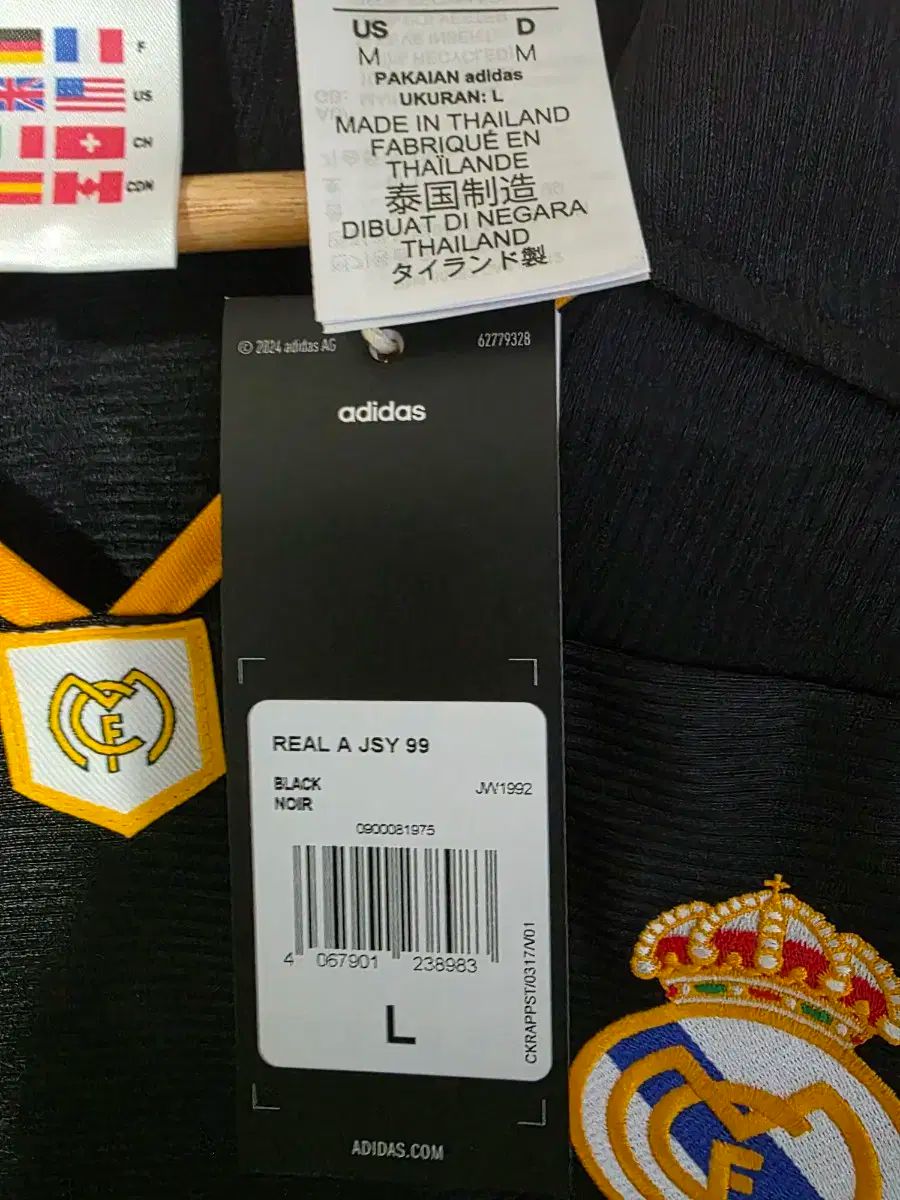 F
US
CH
CDN
US D
M M
PAKAIAN adidas
UKURAN: L
MADE IN THAILAND
FABRIQUÉ EN
THAÏLANDE
泰国制造
DIBUAT DI NEGARA
THAILAND
タイランド製
© 2024 adidas AG 62779328
adidas
REAL A JSY 99
BLACK JW1992
NOIR
0900081975
4 067901 238983
L
CKRAPPST/0317/V01
ADIDAS.COM